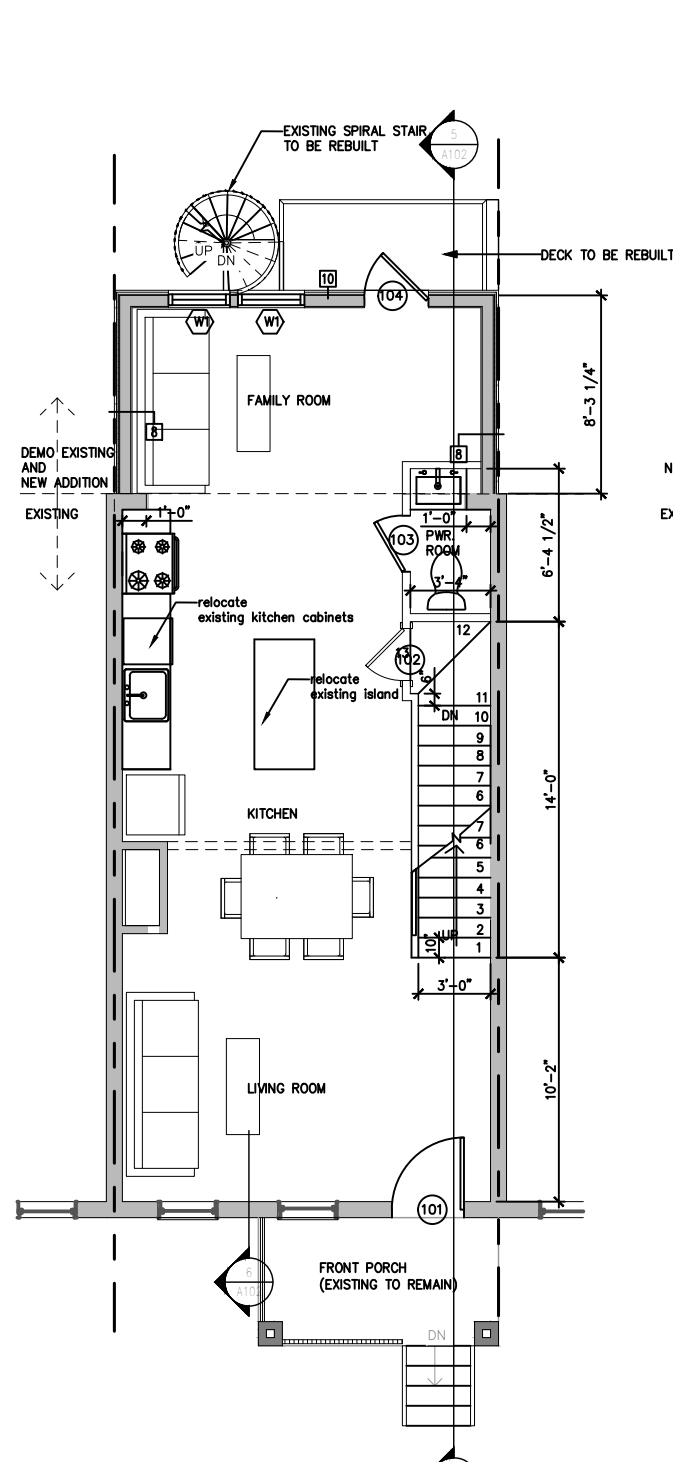 EXISTING SPIRAL STAIR
TO BE REBUILT
5
A102
UP
DN
DECK TO BE REBUILT
10
104
W1
W1
FAMILY ROOM
8'-3 1/4"
8
8
DEMO EXISTING
AND
NEW ADDITION
N
EXISTING
EX
1'-0"
1'-0"
103
PWR.
ROOM
6'-4 1/2"
3'-4"
relocate
existing kitchen cabinets
12
13
102
relocate
existing island
6"
11
DN
10
9
8
7
6
14'-0"
KITCHEN
7
6
5
4
3
2
UP
10"
1
3'-0"
LIVING ROOM
10'-2"
101
FRONT PORCH
(EXISTING TO REMAIN)
6
A102
DN